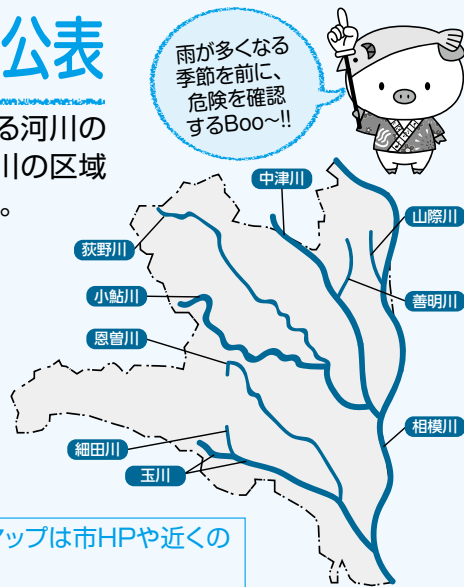 公表
る河川の
川の区域
。
雨が多くなる
季節を前に、
危険を確認
するBoo～!!
中津川
山際川
荻野川
小鮎川
善明川
恩曽川
相模川
細田川
玉川
マップは市HPや近くの